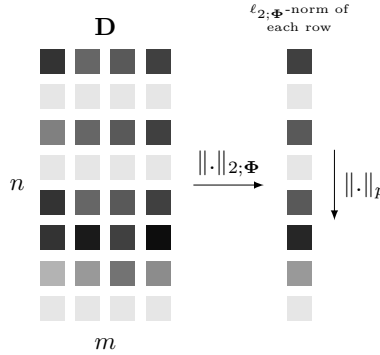 D
ℓ₂;Φ-norm of
each row
‖.‖₂;Φ
n
‖.‖ₚ
m